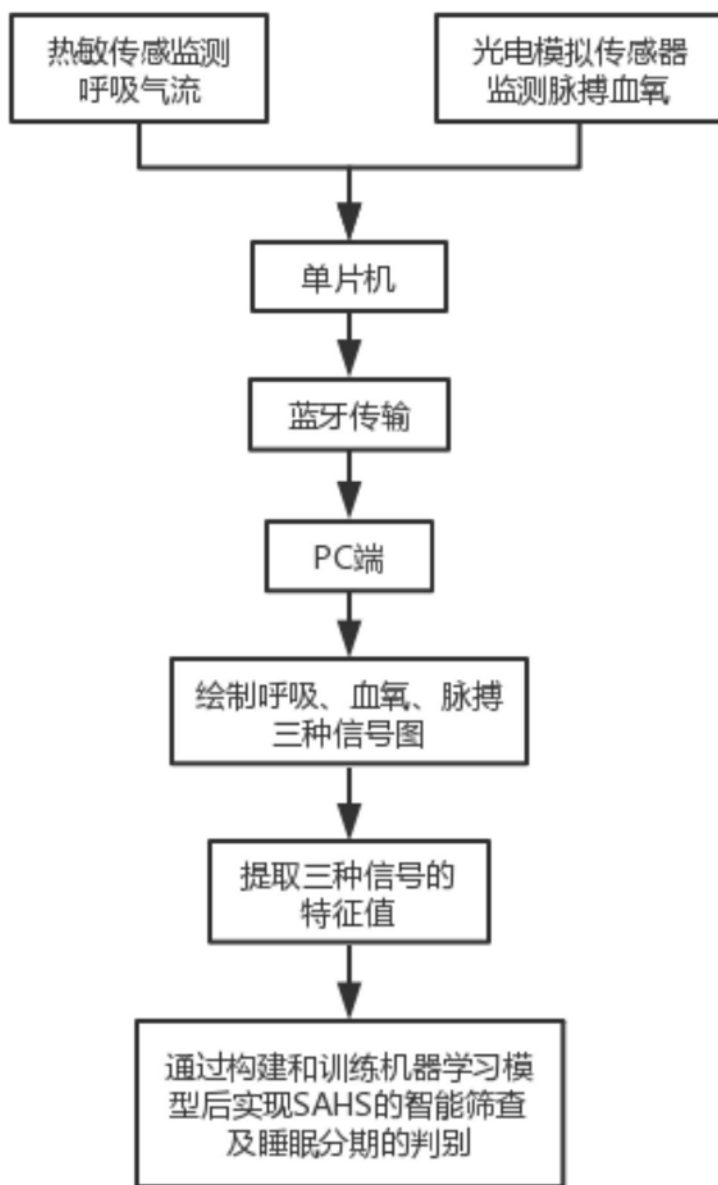 热敏传感监测
呼吸气流
光电模拟传感器
监测脉搏血氧
单片机
蓝牙传输
PC端
绘制呼吸、血氧、脉搏
三种信号图
提取三种信号的
特征值
通过构建和训练机器学习模
型后实现SAHS的智能筛查
及睡眠分期的判别